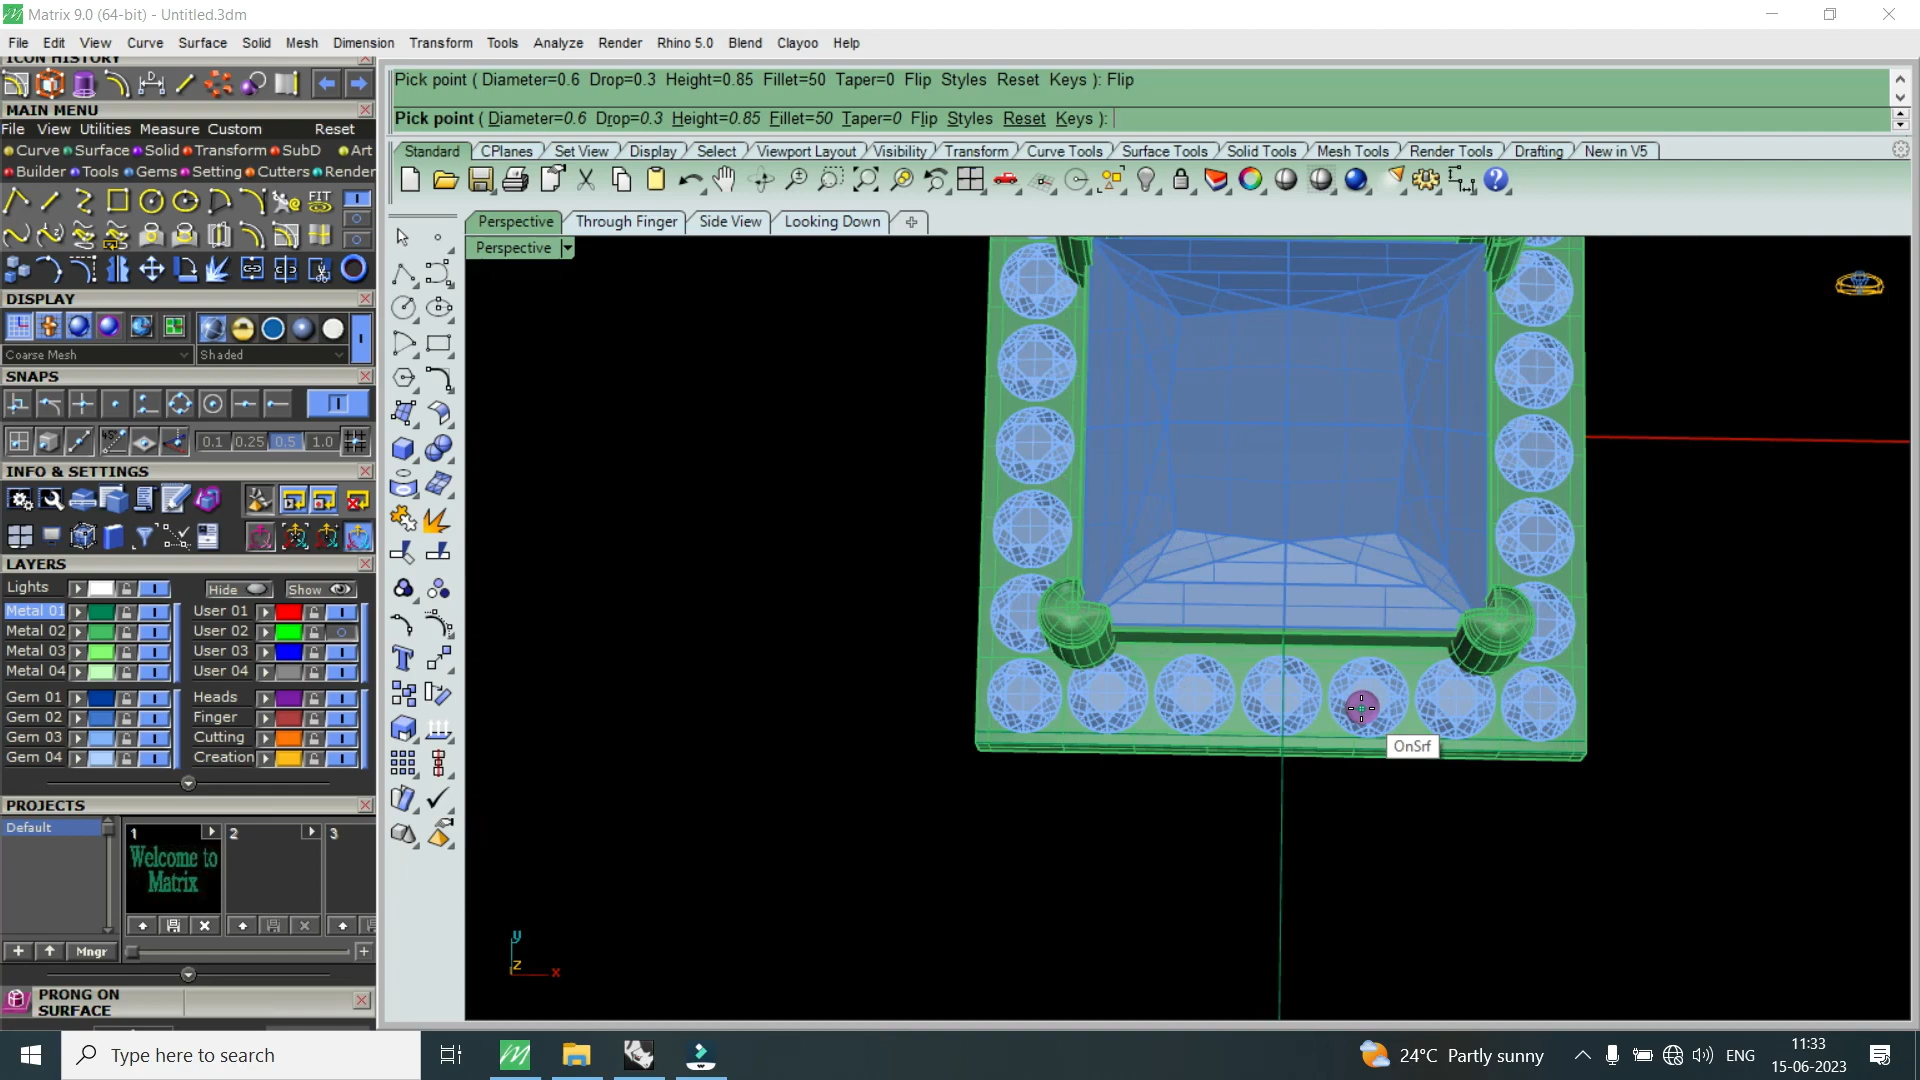 Matrix 9.0 (64-bit) - Untitled.3dm
File Edit View Curve Surface Solid Mesh Dimension Transform Tools Analyze Render Rhino 5.0 Blend Clayoo Help
ICON HISTORY
Pick point ( Diameter=0.6 Drop=0.3 Height=0.85 Fillet=50 Taper=0 Flip Styles Reset Keys ): Flip
Pick point ( Diameter=0.6 Drop=0.3 Height=0.85 Fillet=50 Taper=0 Flip Styles Reset Keys ):
MAIN MENU
File View Utilities Measure Custom Reset
Curve Surface Solid Transform SubD Art
Builder Tools Gems Setting Cutters Render
FIT
Standard CPlanes Set View Display Select Viewport Layout Visibility Transform Curve Tools Surface Tools Solid Tools Mesh Tools Render Tools Drafting New in V5
Perspective Through Finger Side View Looking Down
Perspective
DISPLAY
Coarse Mesh Shaded
SNAPS
0.1 0.25 0.5 1.0
INFO & SETTINGS
LAYERS
Lights Hide Show
Metal 01 User 01
Metal 02 User 02
Metal 03 User 03
Metal 04 User 04
Gem 01 Heads
Gem 02 Finger
Gem 03 Cutting
Gem 04 Creation
OnSrf
PROJECTS
Default
1 2 3
Welcome to
Matrix
Mngr
PRONG ON
SURFACE
y
z x
Type here to search
24°C Partly sunny
ENG
11:33
15-06-2023